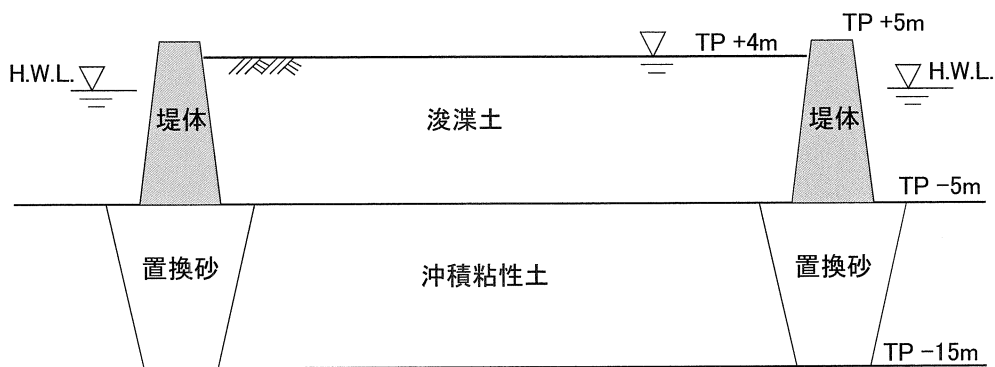 TP +5m
TP +4m
H.W.L.
H.W.L.
堤体
浚渫土
堤体
TP −5m
置換砂
沖積粘性土
置換砂
TP −15m